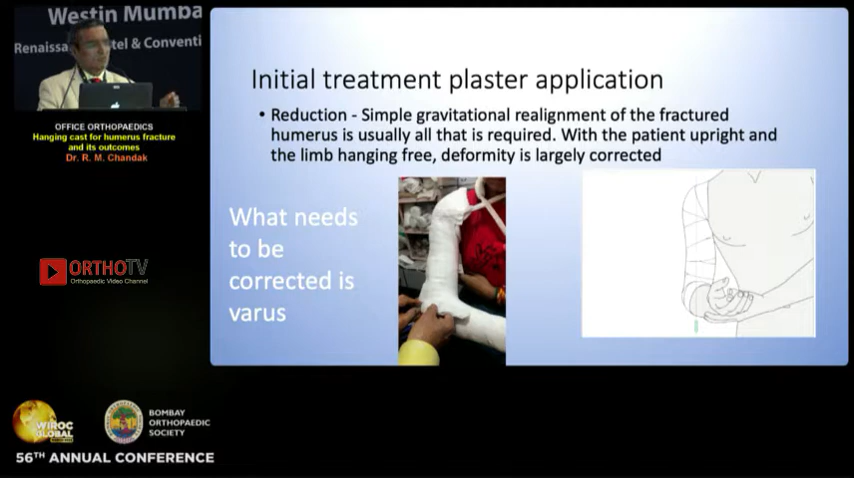 Westin Mumba
Renaissa
tel & Conventi
OFFICE ORTHOPAEDICS
Hanging cast for humerus fracture
and its outcomes
Dr. R. M. Chandak
ORTHOTV
Orthopaedic Video Channel
Initial treatment plaster application
• Reduction - Simple gravitational realignment of the fractured
humerus is usually all that is required. With the patient upright and
the limb hanging free, deformity is largely corrected
What needs
to be
corrected is
varus
WIROC
GLOBAL
BOMBAY
ORTHOPAEDIC
SOCIETY
56TH ANNUAL CONFERENCE